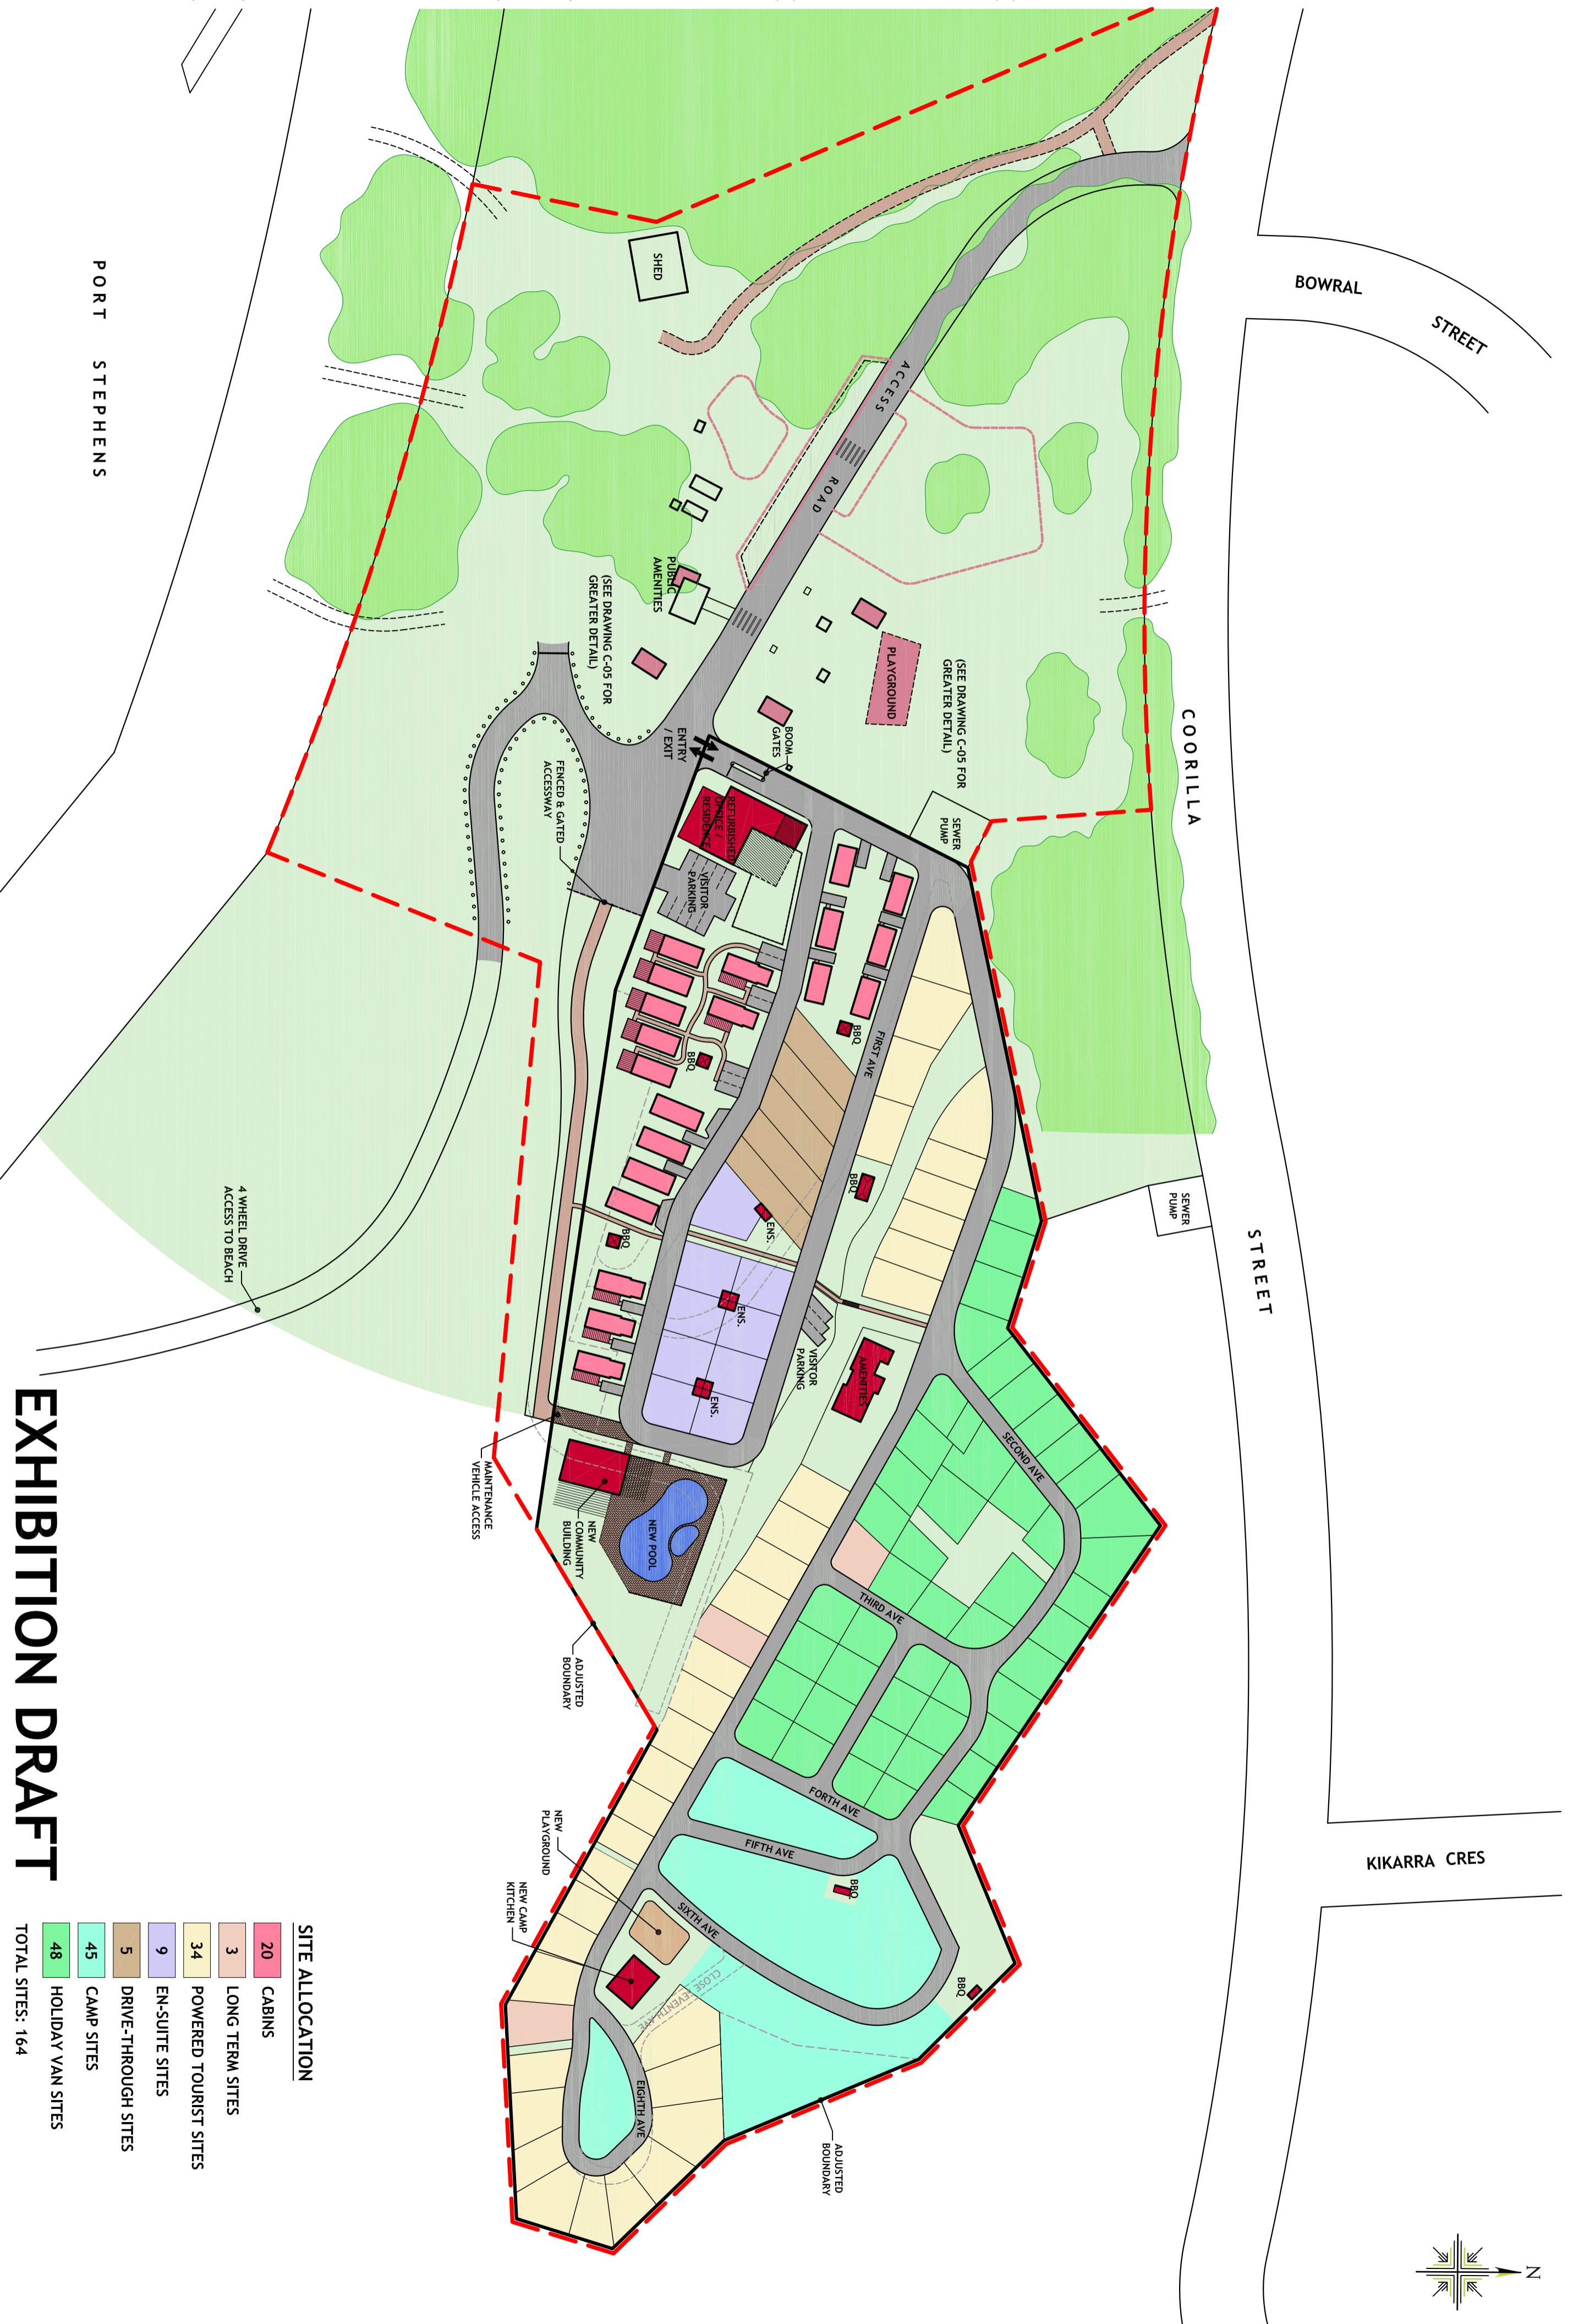 BOWRAL
STREET
COORILLA
STREET
KIKARRA CRES
PORT STEPHENS
SHED
ACCESS ROAD
PUBLIC
AMENITIES
(SEE DRAWING C-05 FOR
GREATER DETAIL)
PLAYGROUND
(SEE DRAWING C-05 FOR
GREATER DETAIL)
BOOM
GATES
ENTRY
/ EXIT
SEWER
PUMP
FENCED & GATED
ACCESSWAY
REFURBISHED
OFFICE /
RESIDENCE
VISITOR
PARKING
BBQ
FIRST AVE
BBQ
BBQ
ENS.
BBQ
ENS.
ENS.
SEWER
PUMP
4 WHEEL DRIVE
ACCESS TO BEACH
VISITOR
PARKING
AMENITIES
SECOND AVE
MAINTENANCE
VEHICLE ACCESS
NEW
COMMUNITY
BUILDING
NEW POOL
THIRD AVE
ADJUSTED
BOUNDARY
FORTH AVE
FIFTH AVE
BBQ
NEW
PLAYGROUND
NEW CAMP
KITCHEN
SIXTH AVE
CLOSE SEVENTH AVE
BBQ
EIGHTH AVE
ADJUSTED
BOUNDARY
N
EXHIBITION DRAFT
SITE ALLOCATION
20 CABINS
3 LONG TERM SITES
34 POWERED TOURIST SITES
9 EN-SUITE SITES
5 DRIVE-THROUGH SITES
45 CAMP SITES
48 HOLIDAY VAN SITES
TOTAL SITES: 164